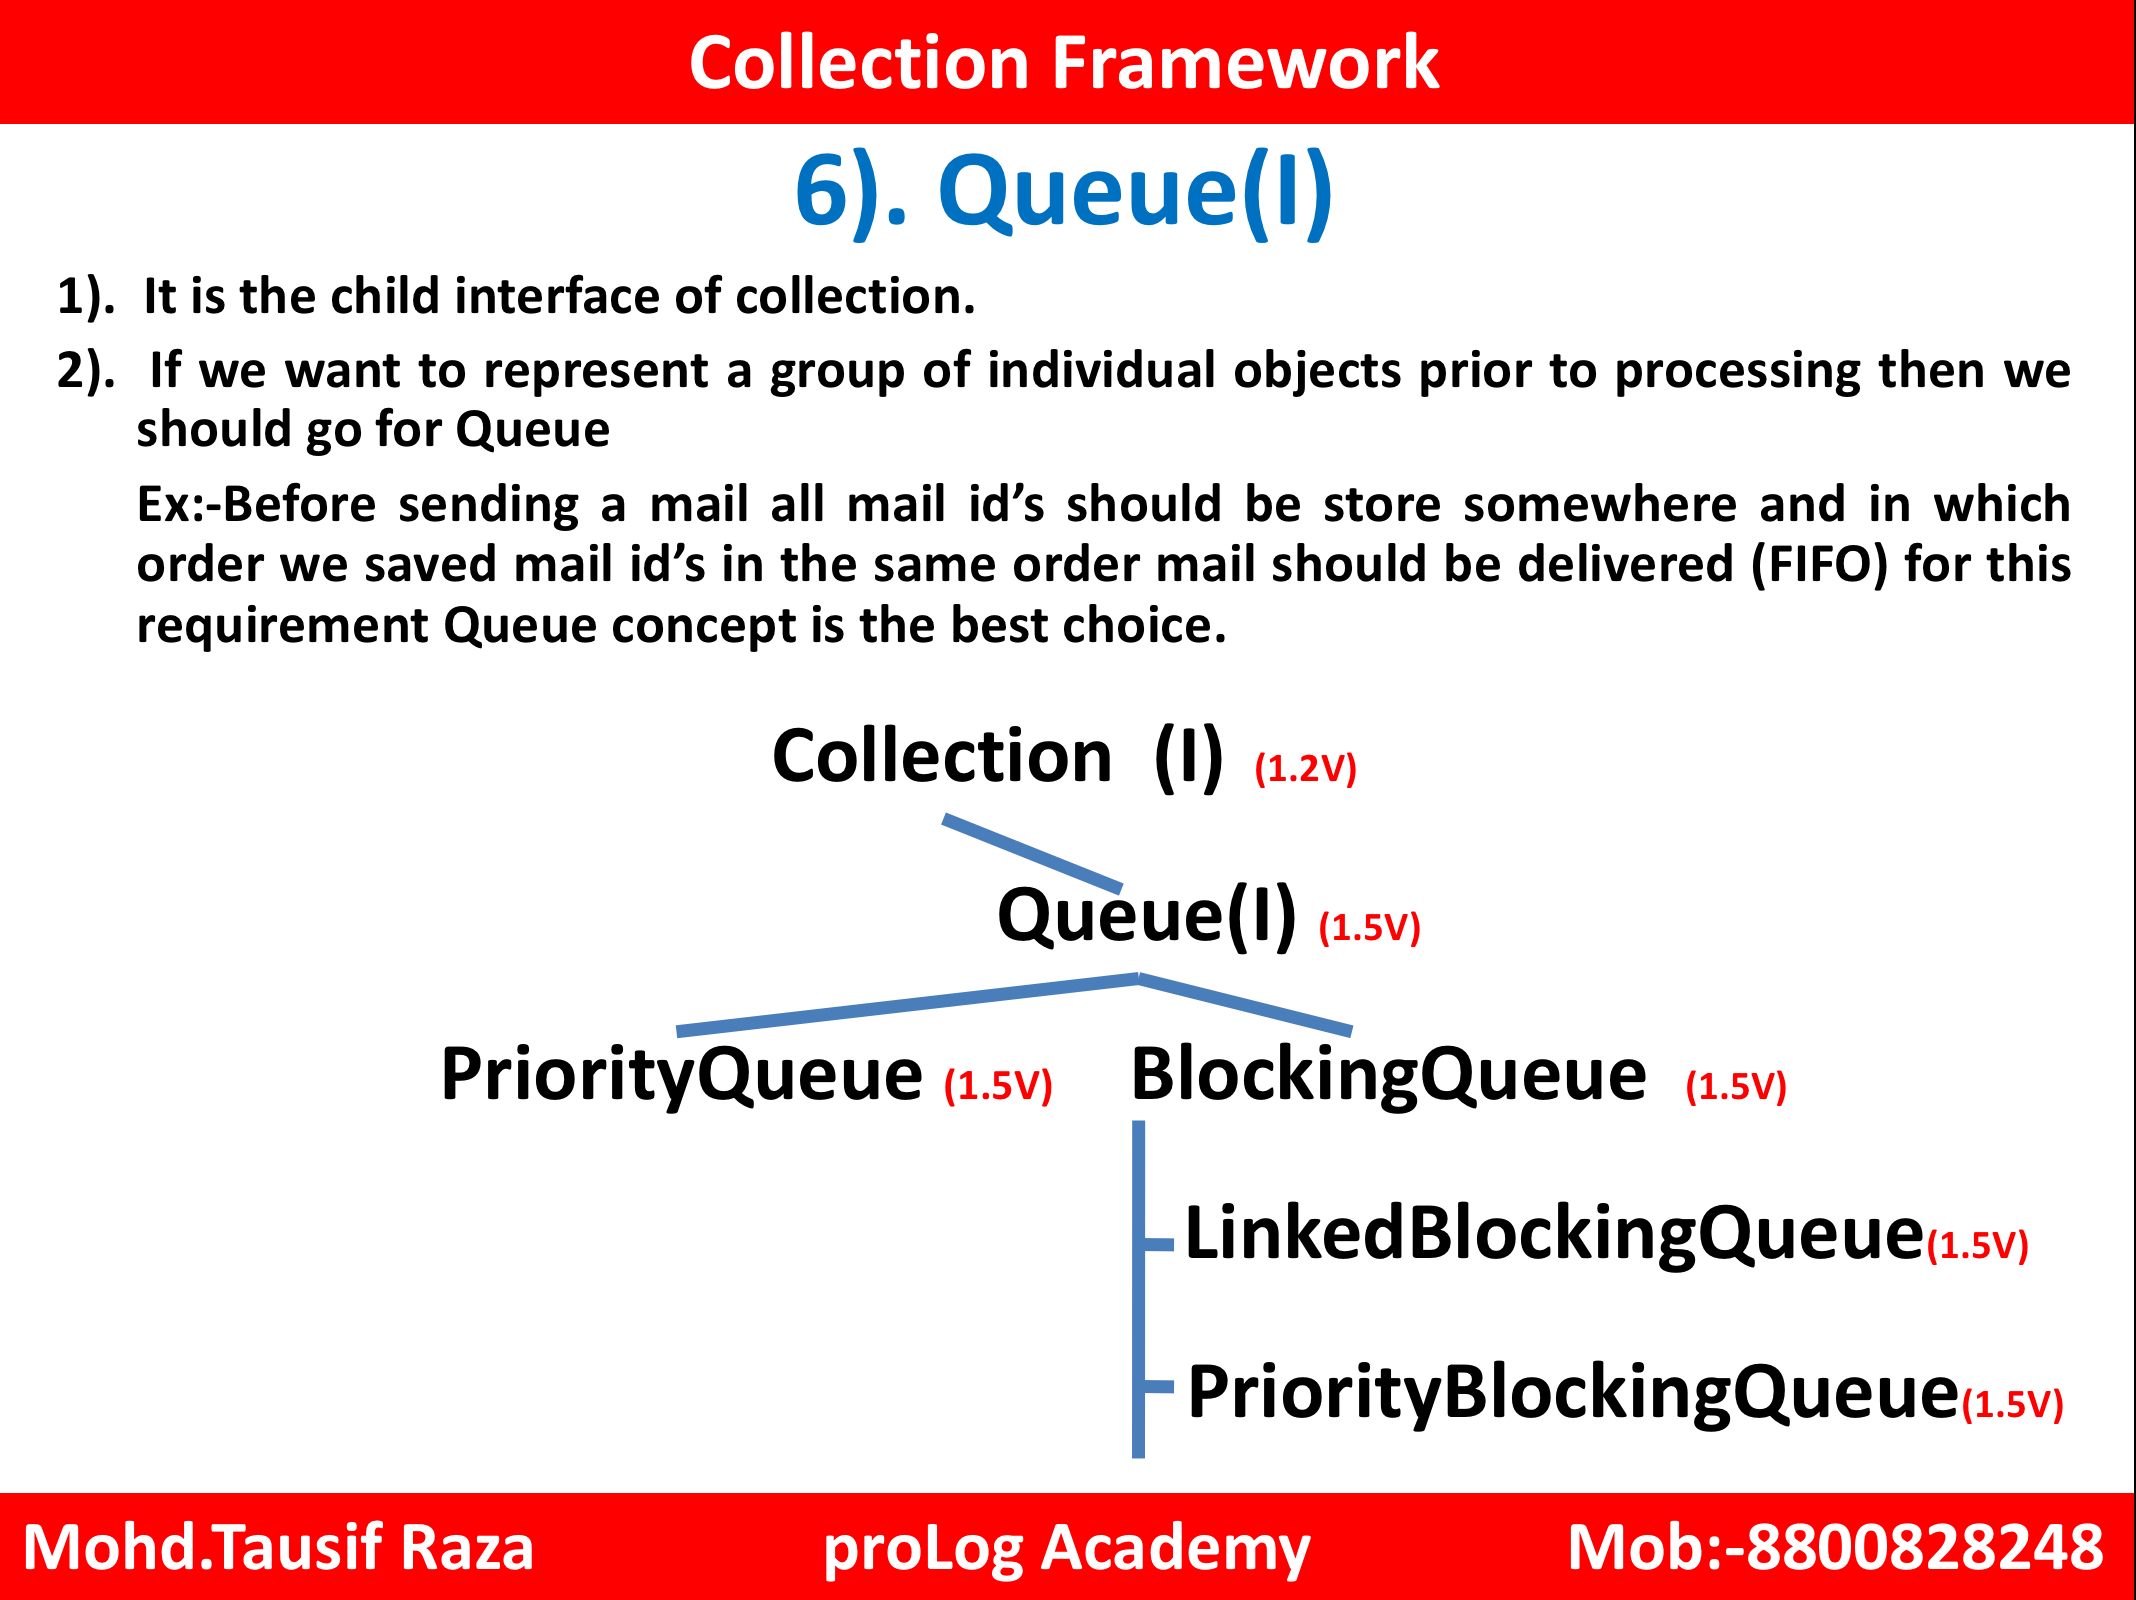 Collection Framework
6). Queue(I)
1). It is the child interface of collection.
2). If we want to represent a group of individual objects prior to processing then we
should go for Queue
Ex:-Before sending a mail all mail id’s should be store somewhere and in which
order we saved mail id’s in the same order mail should be delivered (FIFO) for this
requirement Queue concept is the best choice.
Collection (I) (1.2V)
Queue(I) (1.5V)
PriorityQueue (1.5V) BlockingQueue (1.5V)
LinkedBlockingQueue(1.5V)
PriorityBlockingQueue(1.5V)
Mohd.Tausif Raza proLog Academy Mob:-8800828248